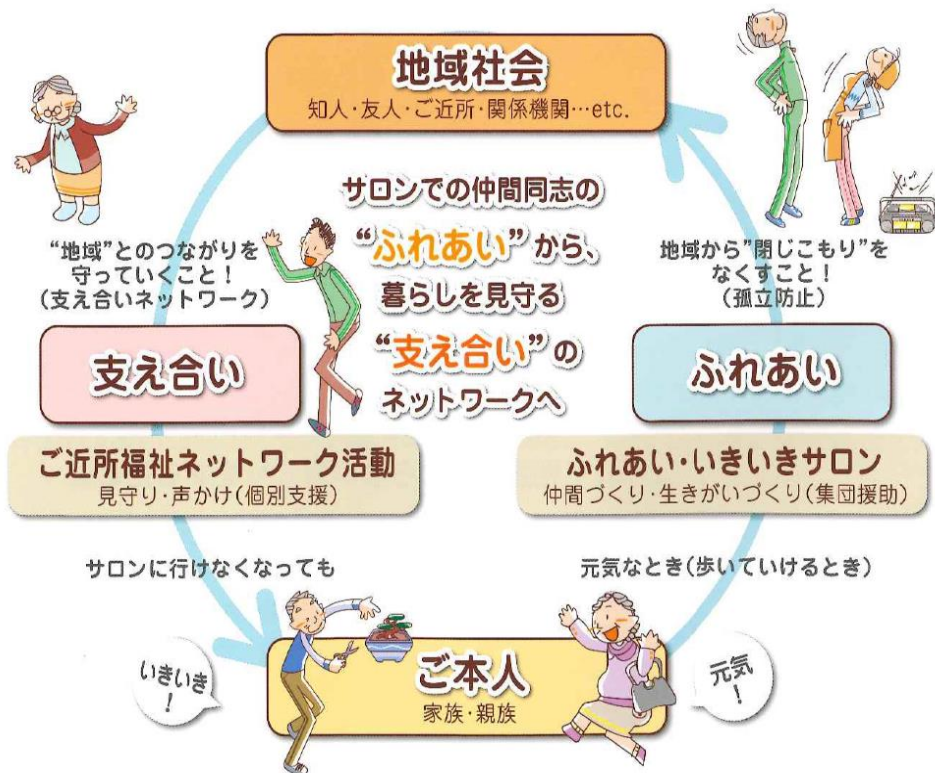 地域社会
知人・友人・ご近所・関係機関…etc.
サロンでの仲間同志の
“ふれあい”から、
暮らしを見守る
“支え合い”の
ネットワークへ
“地域”とのつながりを
守っていくこと！
（支え合いネットワーク）
地域から”閉じこもり”を
なくすこと！
（孤立防止）
支え合い
ふれあい
ご近所福祉ネットワーク活動
見守り・声かけ（個別支援）
ふれあい・いきいきサロン
仲間づくり・生きがいづくり（集団援助）
サロンに行けなくなっても
元気なとき（歩いていけるとき）
いきいき
！
ご本人
家族・親族
元気
！